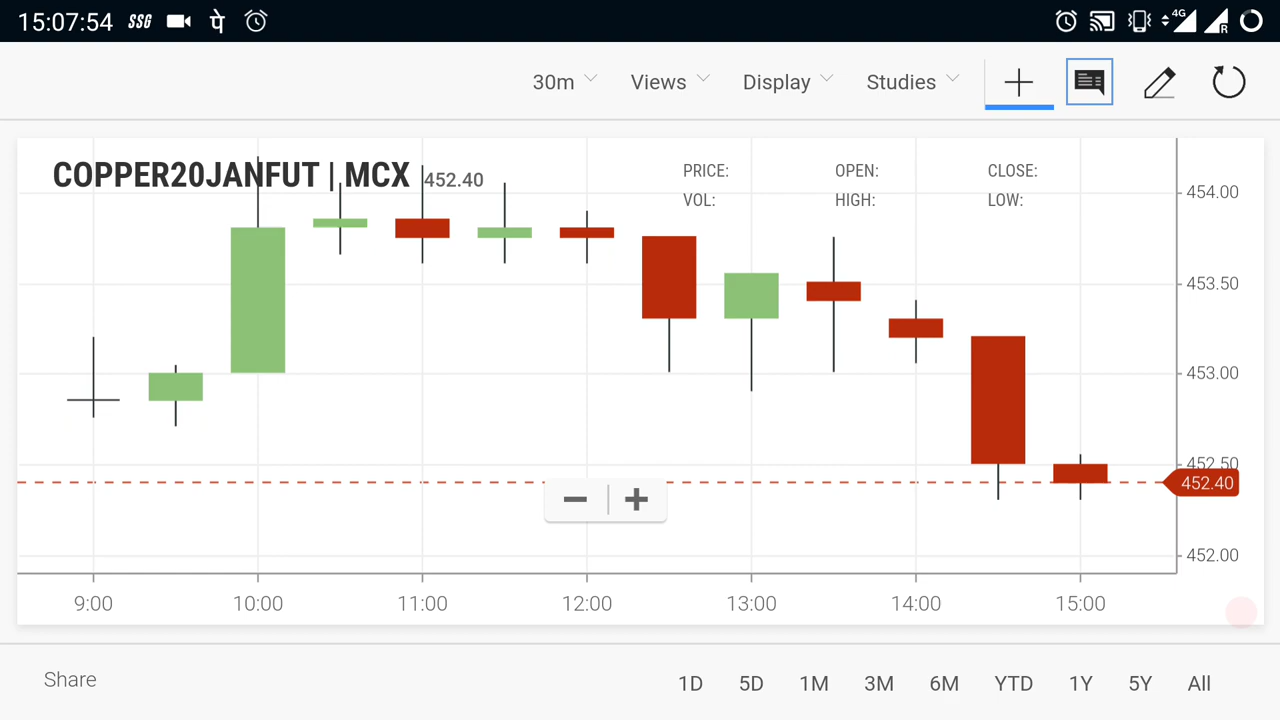 15:07:54 SSG पे 4G R
30m Views Display Studies
COPPER20JANFUT | MCX 452.40
PRICE: OPEN: CLOSE:
VOL: HIGH: LOW:
454.00
453.50
453.00
452.50
452.40
452.00
9:00 10:00 11:00 12:00 13:00 14:00 15:00
Share 1D 5D 1M 3M 6M YTD 1Y 5Y All